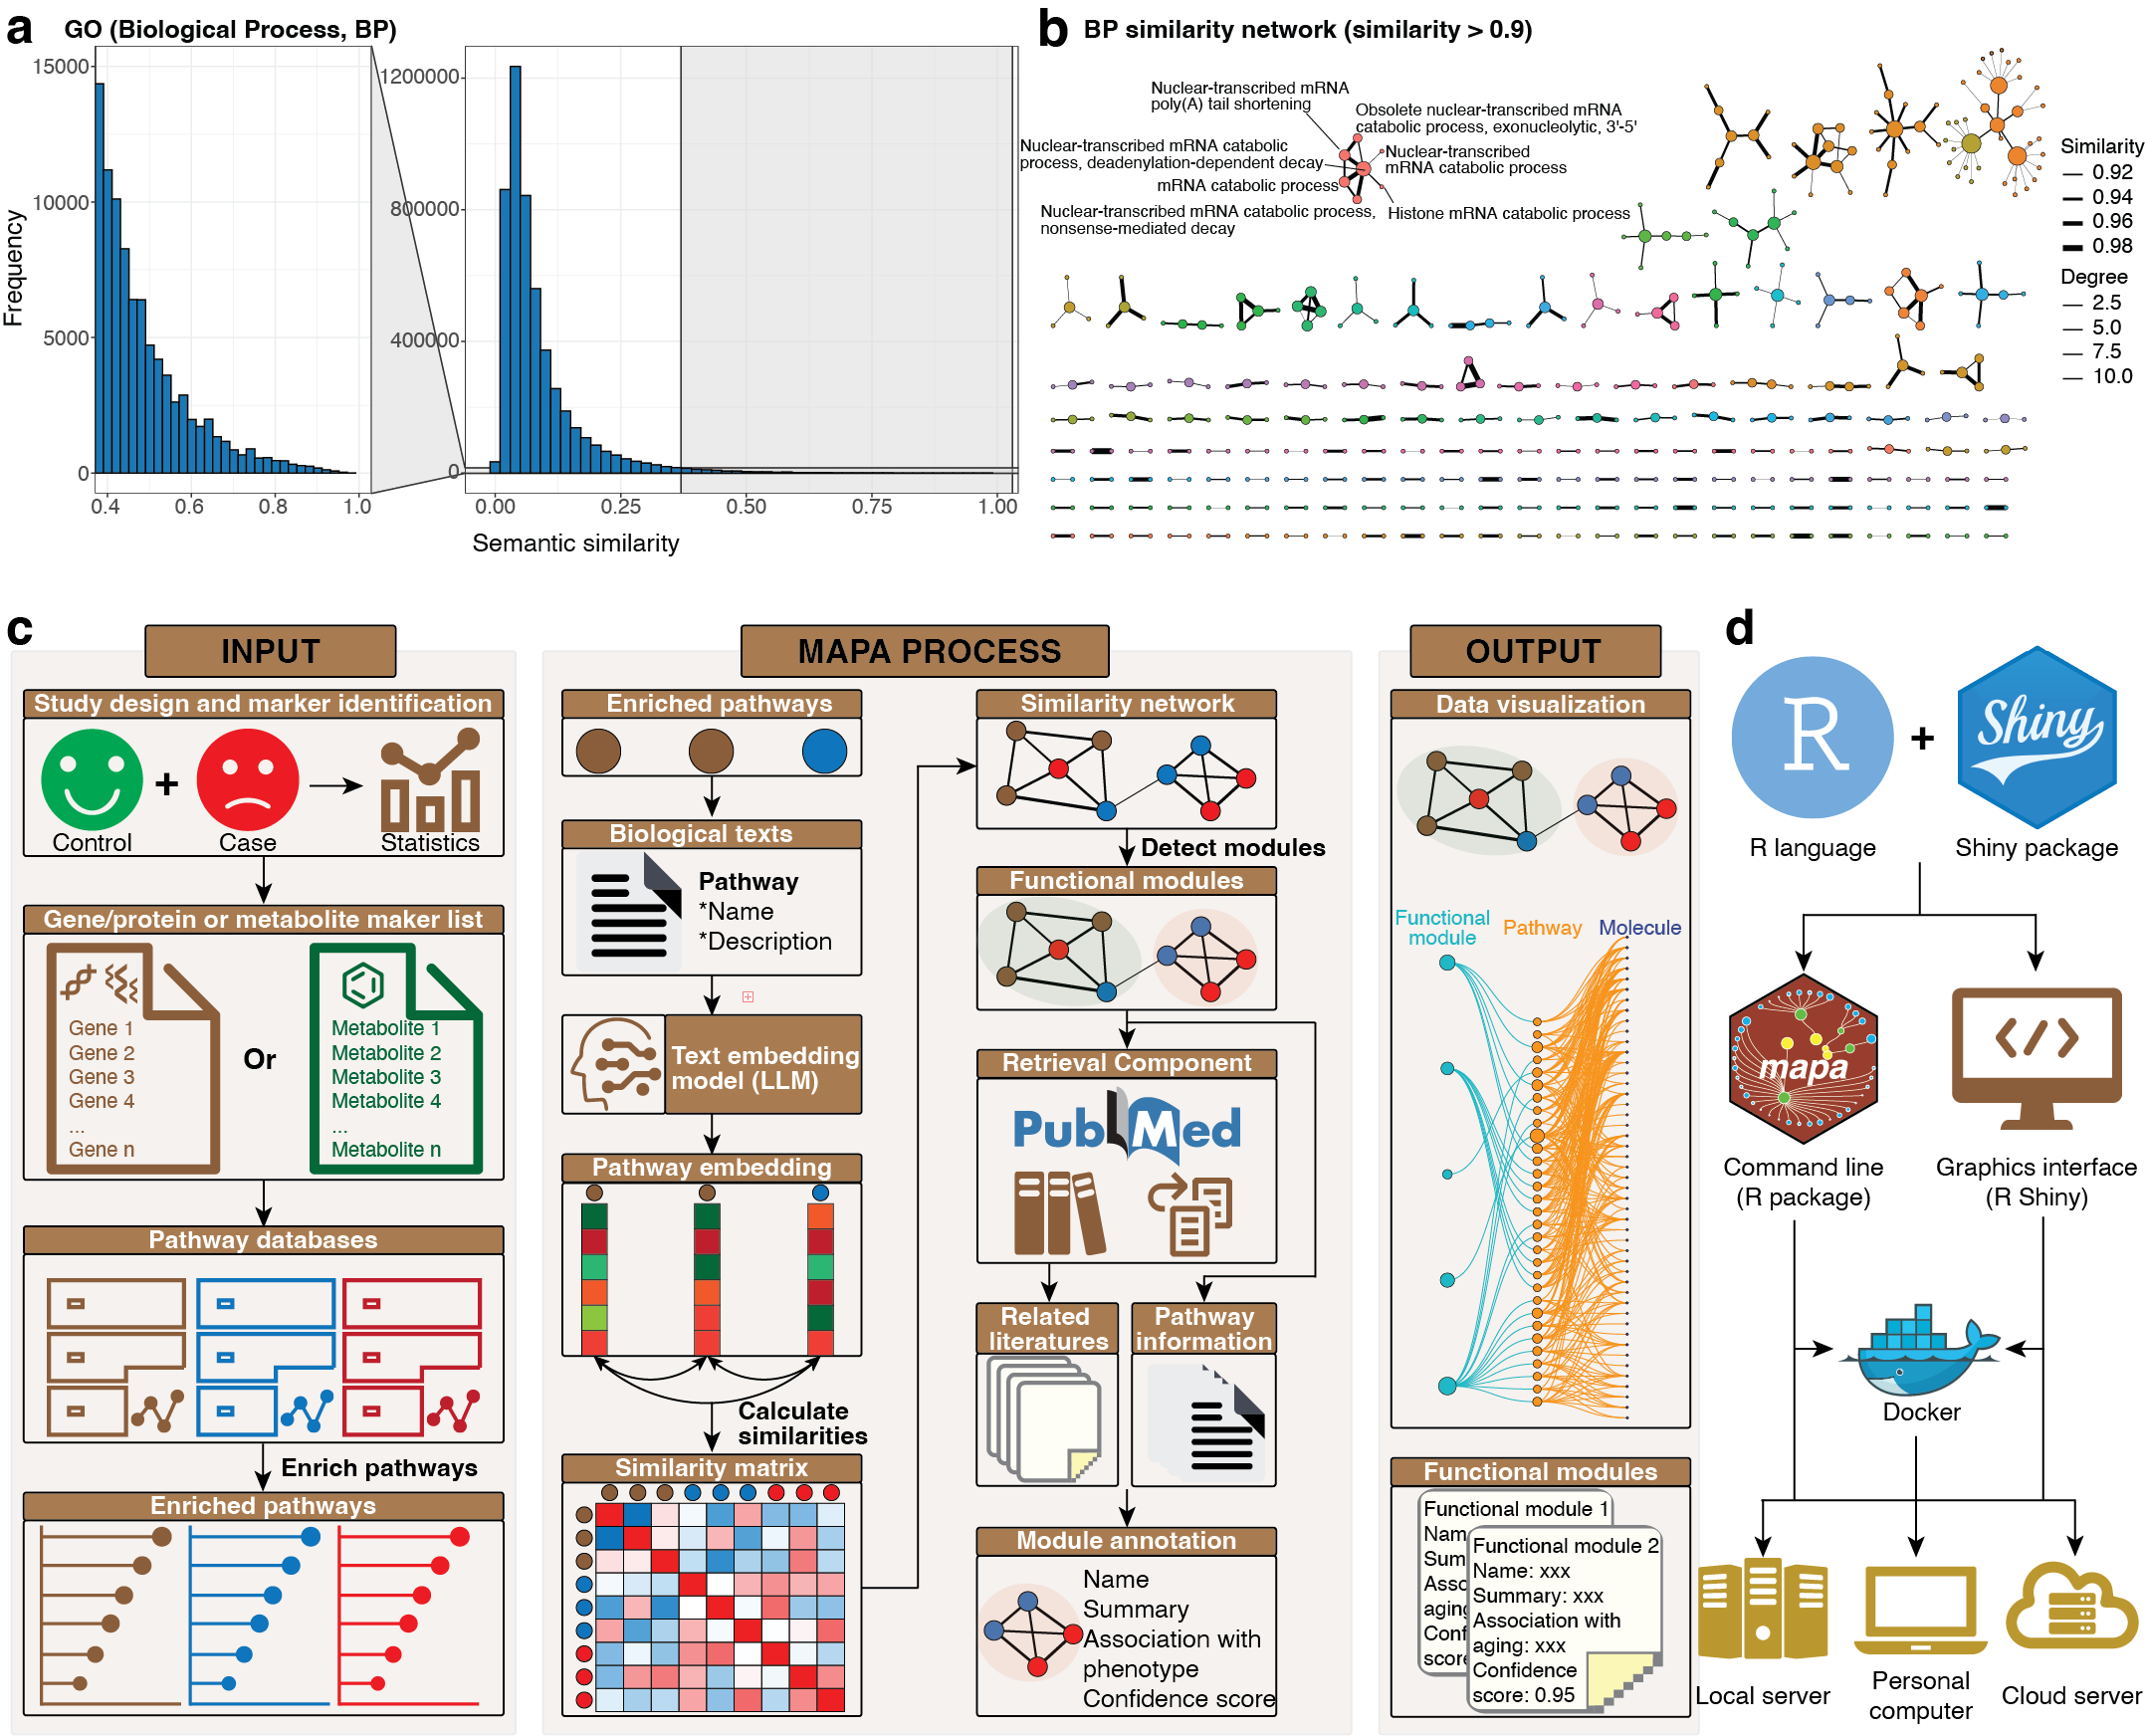 a
GO (Biological Process, BP)
15000
10000
5000
0
Frequency
0.4
0.6
0.8
1.0
1200000
800000
400000
0
0.00
0.25
0.50
0.75
1.00
Semantic similarity
b
BP similarity network (similarity > 0.9)
Nuclear-transcribed mRNA
poly(A) tail shortening
Obsolete nuclear-transcribed mRNA
catabolic process, exonucleolytic, 3'-5'
Nuclear-transcribed mRNA catabolic
process, deadenylation-dependent decay
Nuclear-transcribed
mRNA catabolic process
mRNA catabolic process
Nuclear-transcribed mRNA catabolic process,
nonsense-mediated decay
Histone mRNA catabolic process
Similarity
0.92
0.94
0.96
0.98
Degree
2.5
5.0
7.5
10.0
c
INPUT
Study design and marker identification
+
Control
Case
Statistics
Gene/protein or metabolite maker list
Gene 1
Gene 2
Gene 3
Gene 4
...
Gene n
Or
Metabolite 1
Metabolite 2
Metabolite 3
Metabolite 4
...
Metabolite n
Pathway databases
Enrich pathways
Enriched pathways
MAPA PROCESS
Enriched pathways
Biological texts
Pathway
*Name
*Description
Text embedding
model (LLM)
Pathway embedding
Calculate
similarities
Similarity matrix
Similarity network
Detect modules
Functional modules
Retrieval Component
PubMed
Related
literatures
Pathway
information
Module annotation
Name
Summary
Association with
phenotype
Confidence score
OUTPUT
Data visualization
Functional
module
Pathway
Molecule
Functional modules
Functional module 1
Nam
Sum
Asso
aging
Conf
score
Functional module 2
Name: xxx
Summary: xxx
Association with
aging: xxx
Confidence
score: 0.95
d
R
+
Shiny
R language
Shiny package
mapa
</>
Command line
(R package)
Graphics interface
(R Shiny)
Docker
Local server
Personal
computer
Cloud server